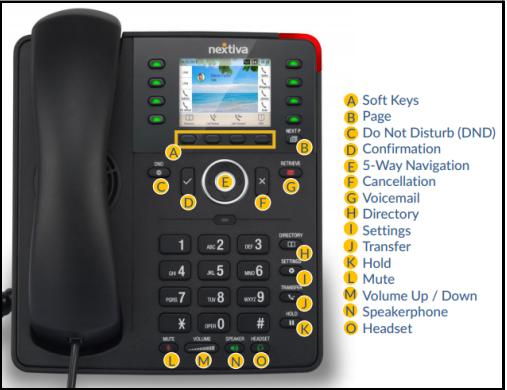 nextiva
NEXT P
A
B
DND
RETRIEVE
C
D
E
F
G
DIRECTORY
1
ABC 2
DEF 3
H
SETTINGS
GHI 4
JKL 5
MNO 6
I
TRANSFER
PQRS 7
TUV 8
WXYZ 9
J
HOLD
OPER 0
#
K
MUTE
VOLUME
SPEAKER
HEADSET
L
M
N
O
A Soft Keys
B Page
C Do Not Disturb (DND)
D Confirmation
E 5-Way Navigation
F Cancellation
G Voicemail
H Directory
I Settings
J Transfer
K Hold
L Mute
M Volume Up / Down
N Speakerphone
O Headset